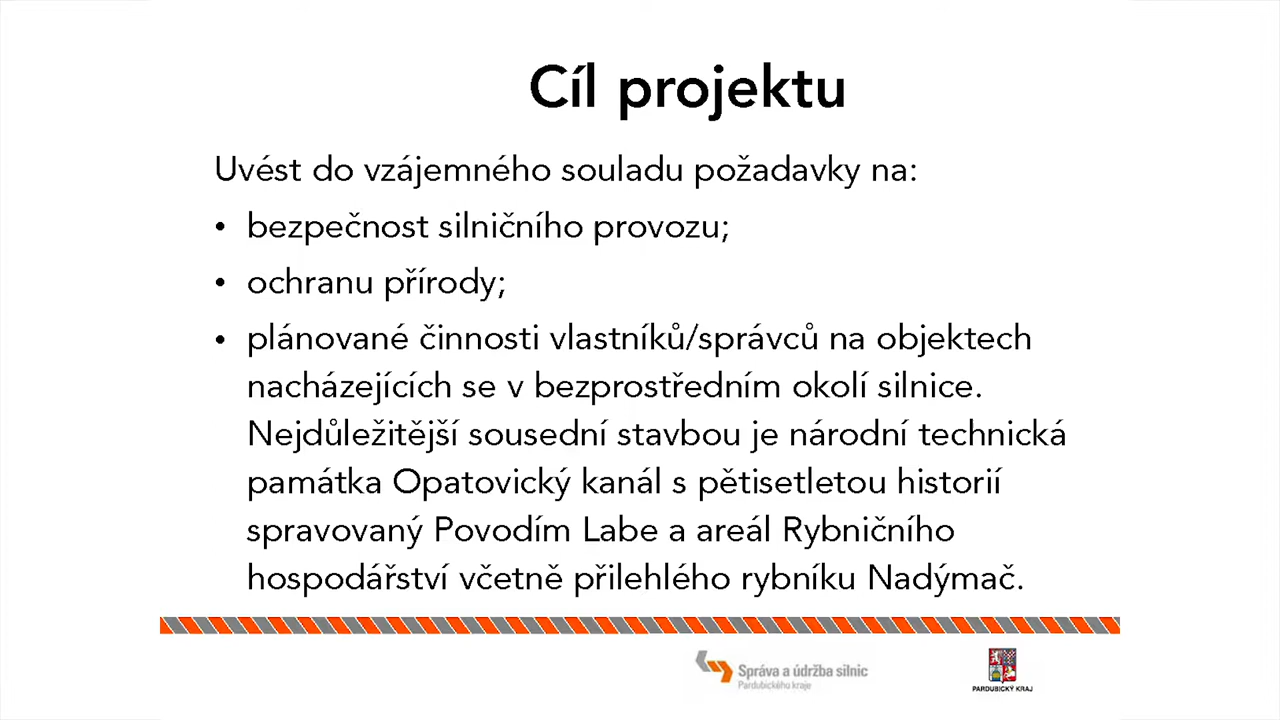 Cíl projektu
Uvést do vzájemného souladu požadavky na:
• bezpečnost silničního provozu;
• ochranu přírody;
• plánované činnosti vlastníků/správců na objektech
nacházejících se v bezprostředním okolí silnice.
Nejdůležitější sousední stavbou je národní technická
památka Opatovický kanál s pětisetletou historií
spravovaný Povodím Labe a areál Rybničního
hospodářství včetně přilehlého rybníku Nadýmač.
Správa a údržba silnic
Pardubického kraje
PARDUBICKÝ KRAJ